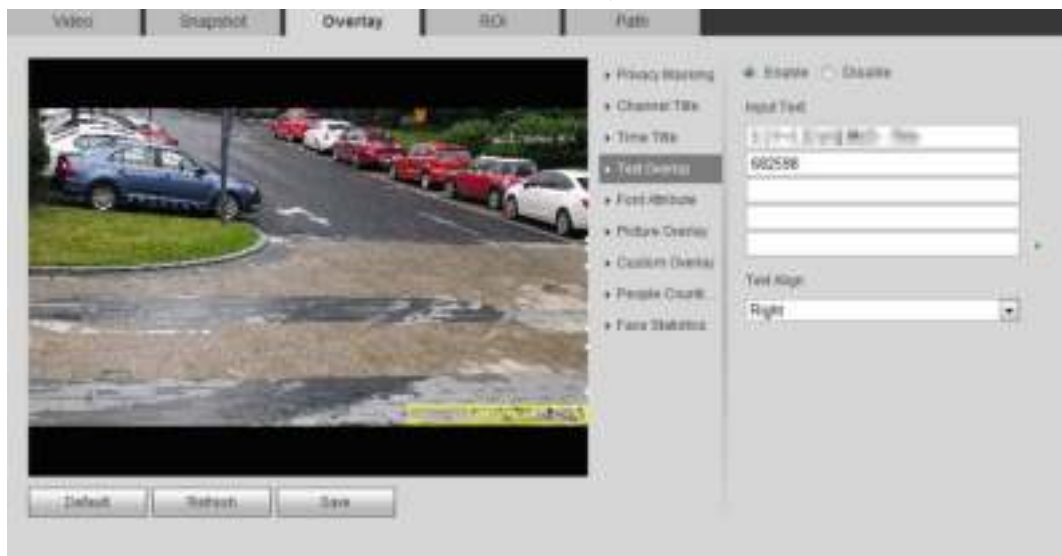 Video Snapshot Overlay ROI Path
Privacy Masking
Channel Title
Time Title
Text Overlay
Font Attribute
Picture Overlay
Custom Overlay
People Count...
Face Statistics
Enable Disable
Input Text
682598
Text Align
Right
Default Refresh Save